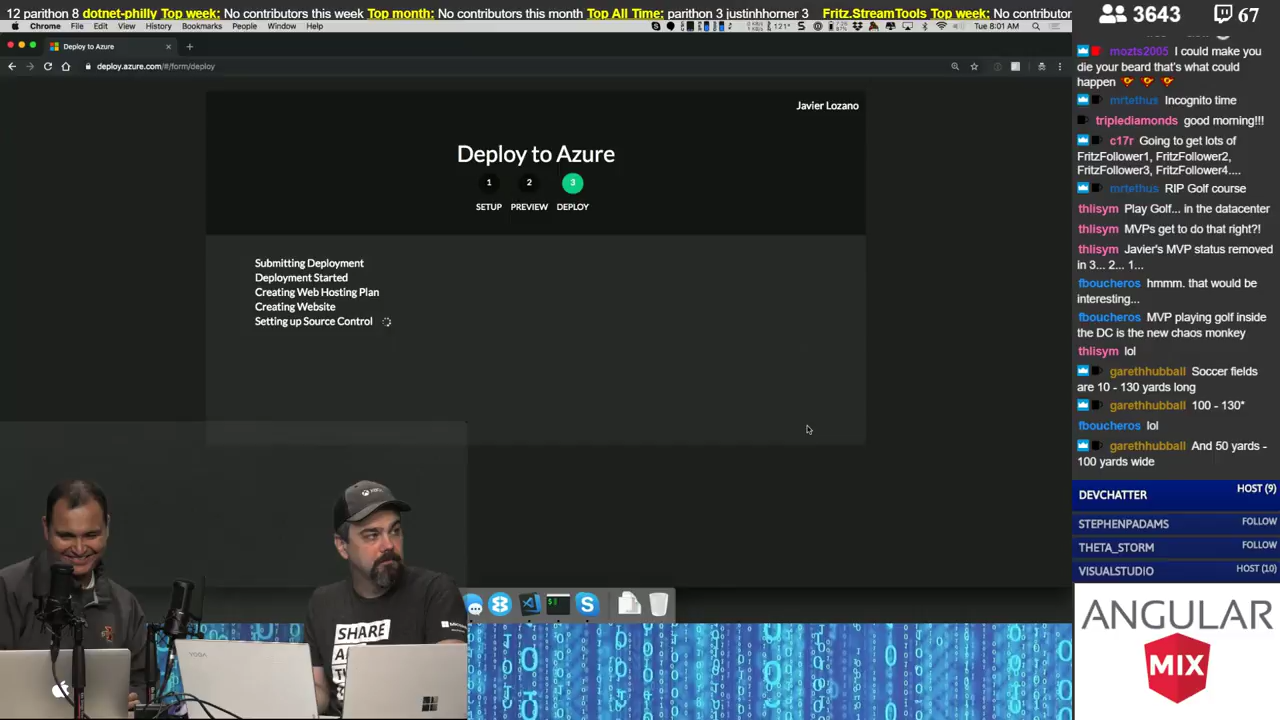 12 parithon 8 dotnet-philly Top week: No contributors this week Top month: No contributors this month Top All Time: parithon 3 justinhhorner 3 Fritz.StreamTools Top week: No contributor
3643
67
Chrome File Edit View History Bookmarks People Window Help
Tue 8:01 AM
Deploy to Azure
deploy.azure.com/#/form/deploy
Javier Lozano
Deploy to Azure
1 2 3
SETUP PREVIEW DEPLOY
Submitting Deployment
Deployment Started
Creating Web Hosting Plan
Creating Website
Setting up Source Control
mozts2005 I could make you
die your beard that's what could
happen
mrtethus Incognito time
triplediamonds good morning!!!
c17r Going to get lots of
FritzFollower1, FritzFollower2,
FritzFollower3, FritzFollower4....
mrtethus RIP Golf course
thlisym Play Golf... in the datacenter
thlisym MVPs get to do that right?!
thlisym Javier's MVP status removed
in 3... 2... 1...
fboucheros hmmm. that would be
interesting...
fboucheros MVP playing golf inside
the DC is the new chaos monkey
thlisym lol
garethhubball Soccer fields
are 10 - 130 yards long
garethhubball 100 - 130*
fboucheros lol
garethhubball And 50 yards -
100 yards wide
DEVCHATTER HOST (9)
STEPHENPADAMS FOLLOW
THETA_STORM FOLLOW
VISUALSTUDIO HOST (10)
ANGULAR
MIX
XBOX
SHARE
YOGA